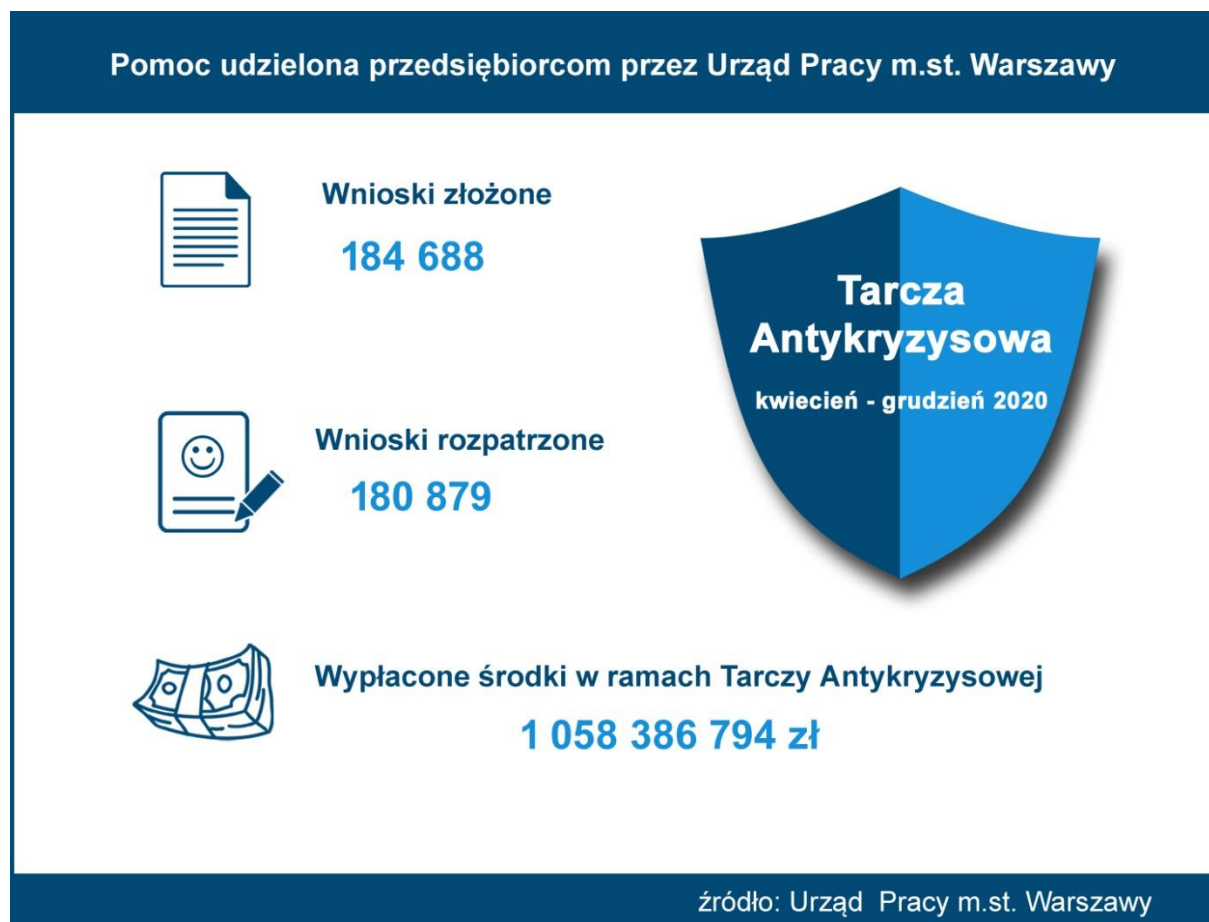 Pomoc udzielona przedsiębiorcom przez Urząd Pracy m.st. Warszawy
Wnioski złożone
184 688
Tarcza
Antykryzysowa
kwiecień - grudzień 2020
Wnioski rozpatrzone
180 879
Wypłacone środki w ramach Tarczy Antykryzysowej
1 058 386 794 zł
źródło: Urząd Pracy m.st. Warszawy